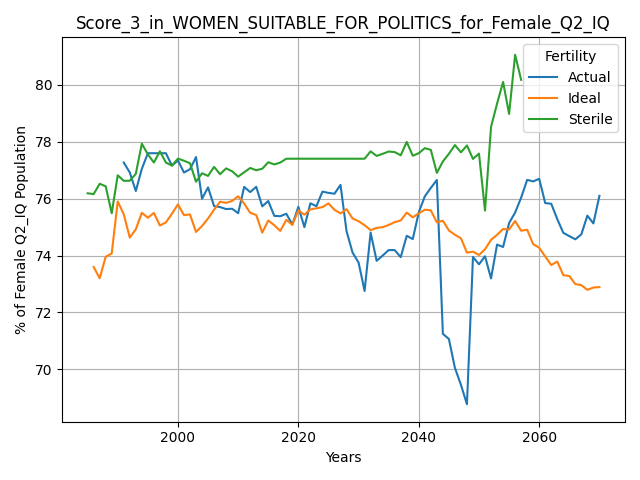 Score_3_in_WOMEN_SUITABLE_FOR_POLITICS_for_Female_Q2_IQ
Fertility
Actual
Ideal
Sterile
80
78
76
74
72
70
% of Female Q2_IQ Population
2000
2020
2040
2060
Years